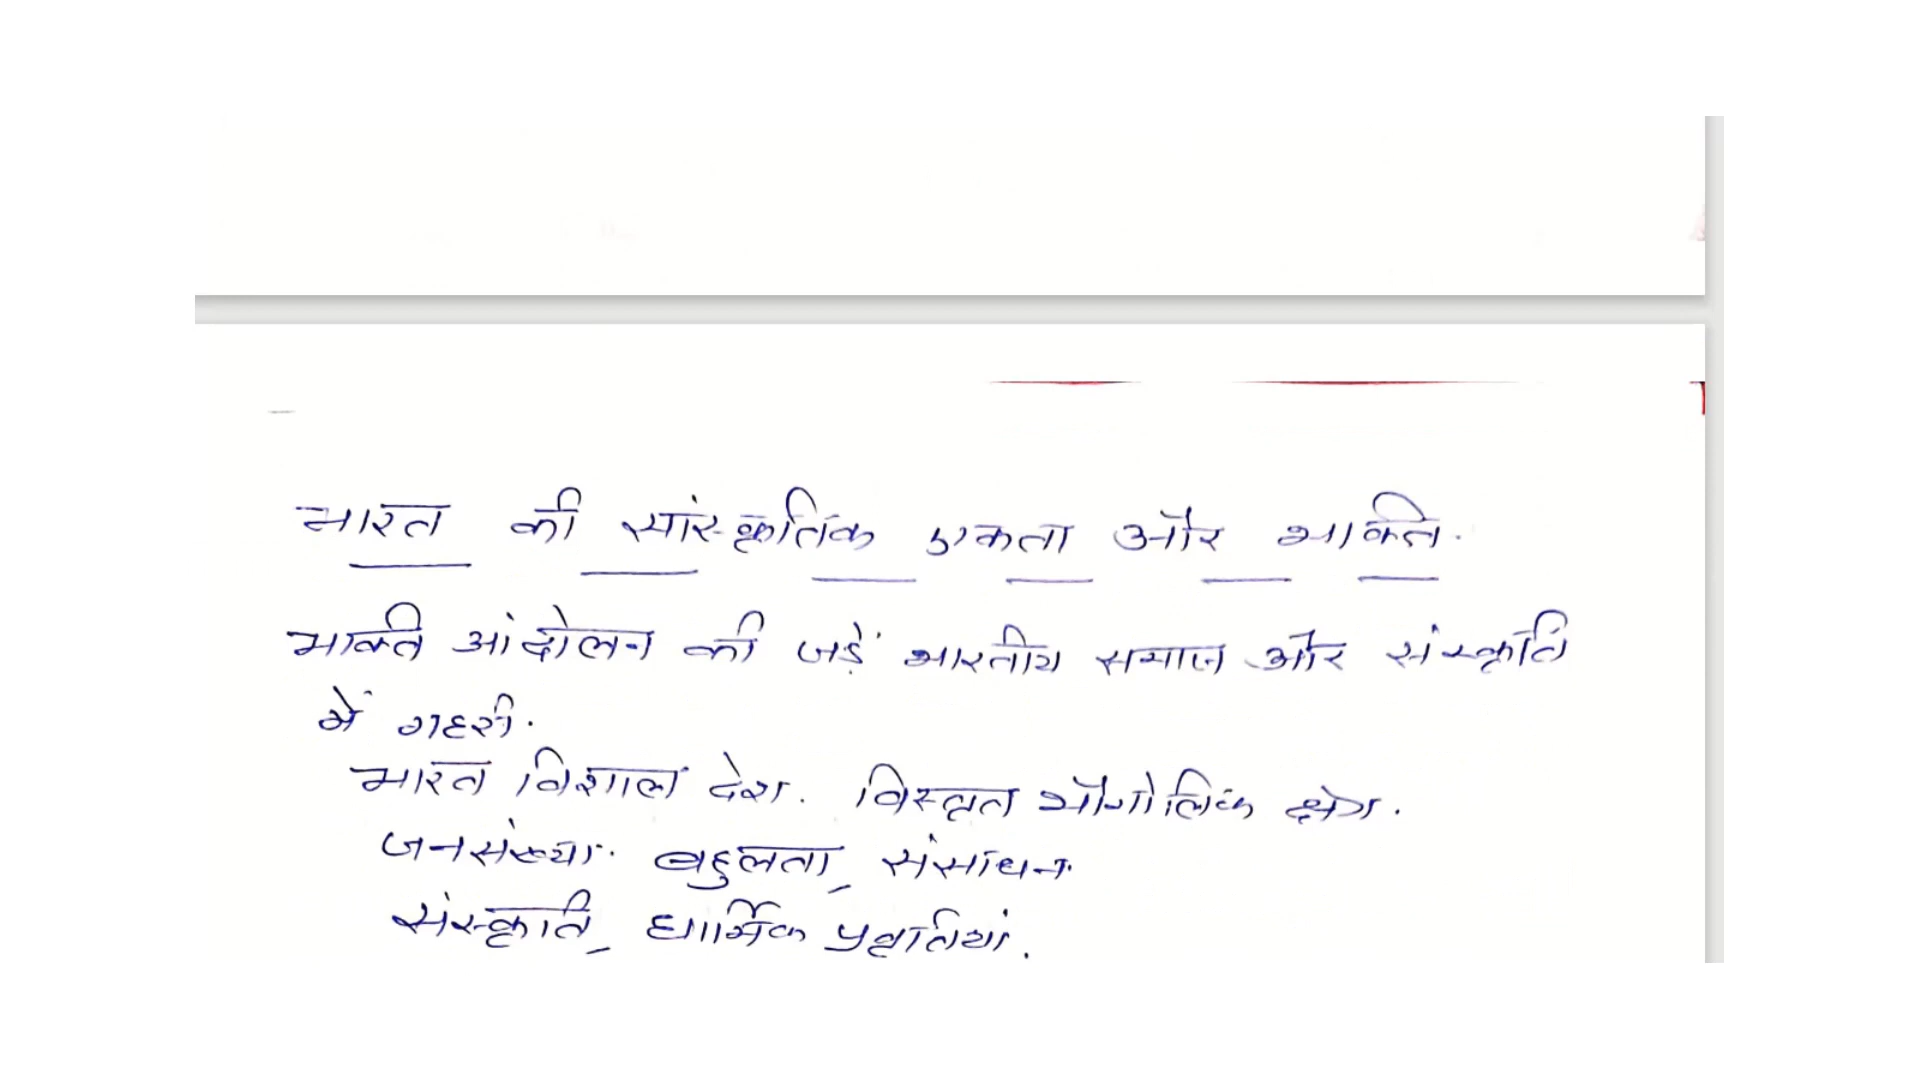 भारत की सांस्कृतिक एकता और भक्ति.
भक्ति आंदोलन की जड़ें भारतीय समाज और संस्कृति
में गहरी.
भारत विशाल देश. विस्तृत भौगोलिक क्षेत्र.
जनसंख्या. बहुलता, संसाधन.
संस्कृति, धार्मिक प्रवृतियां.